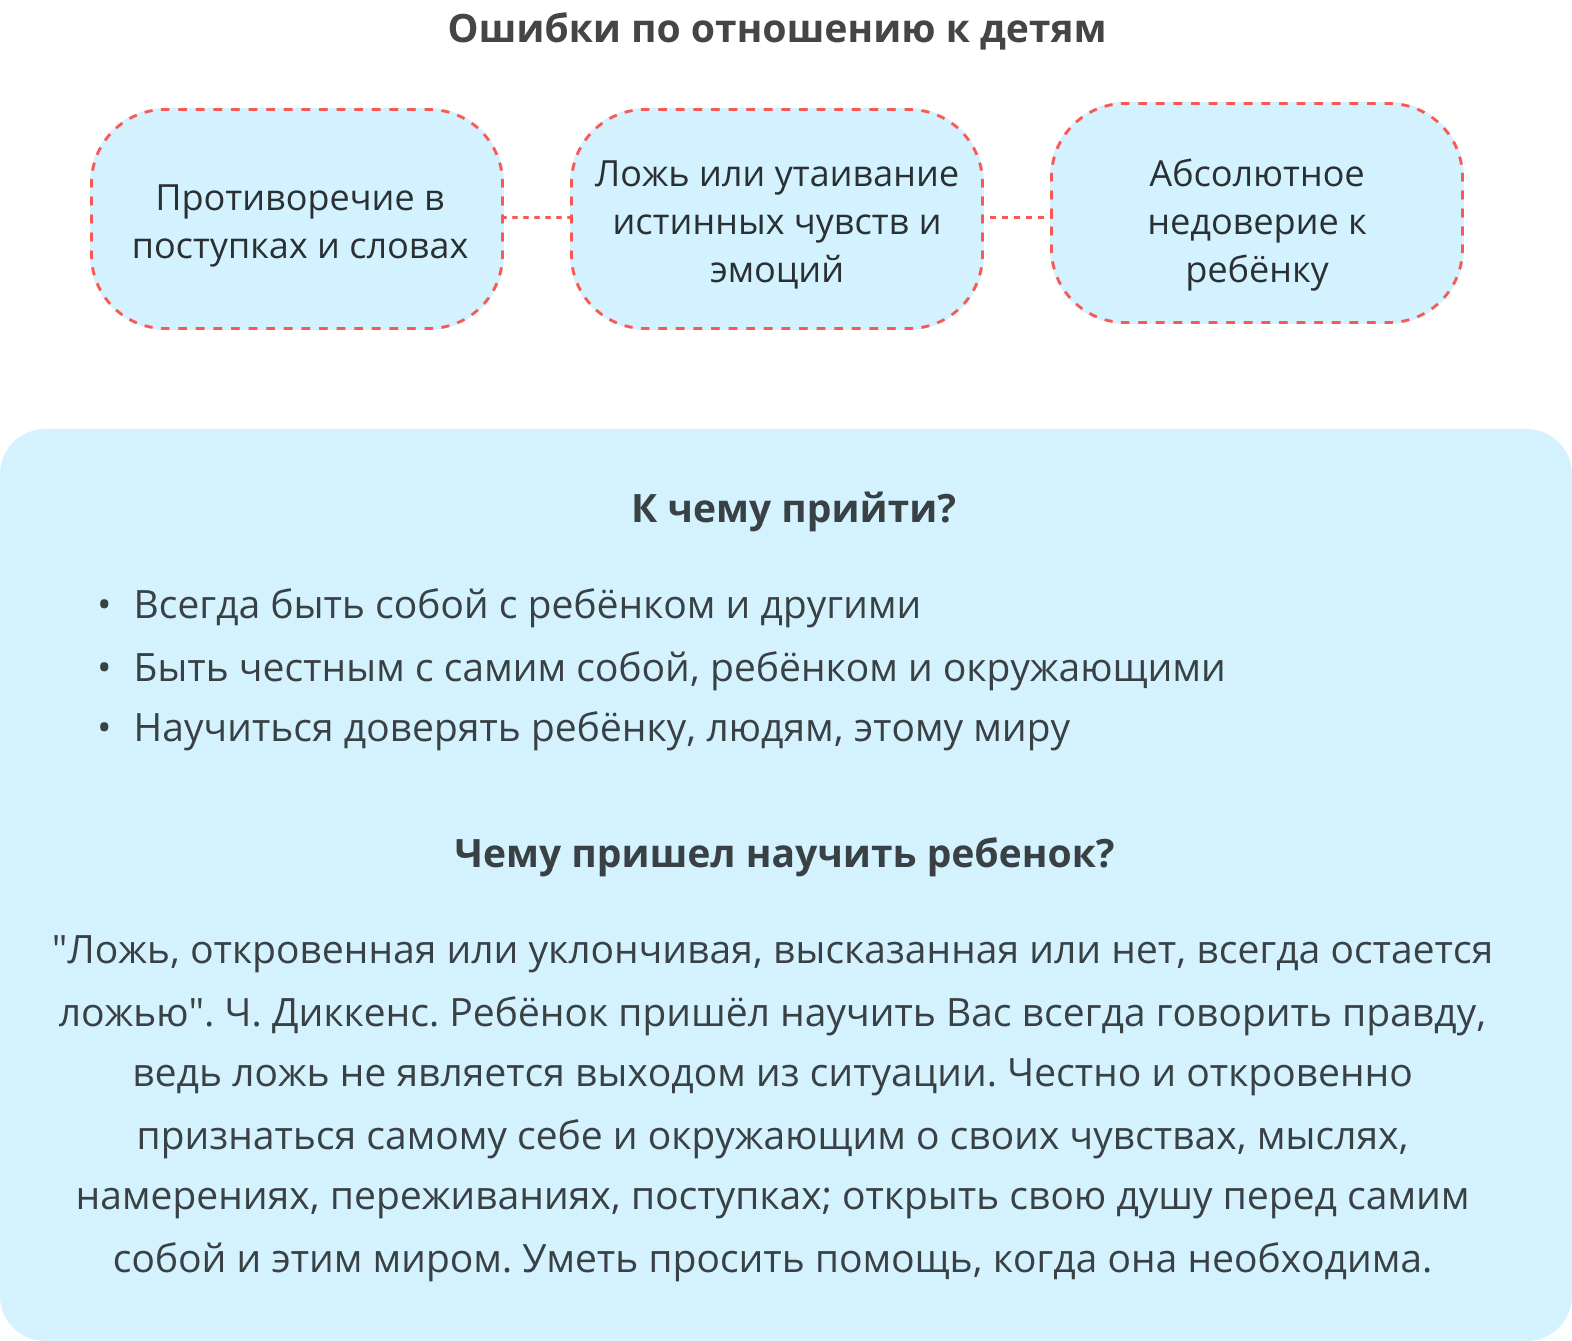 Ошибки по отношению к детям
Противоречие в
поступках и словах
Ложь или утаивание
истинных чувств и
эмоций
Абсолютное
недоверие к
ребёнку
К чему прийти?
• Всегда быть собой с ребёнком и другими
• Быть честным с самим собой, ребёнком и окружающими
• Научиться доверять ребёнку, людям, этому миру
Чему пришел научить ребенок?
"Ложь, откровенная или уклончивая, высказанная или нет, всегда остается
ложью". Ч. Диккенс. Ребёнок пришёл научить Вас всегда говорить правду,
ведь ложь не является выходом из ситуации. Честно и откровенно
признаться самому себе и окружающим о своих чувствах, мыслях,
намерениях, переживаниях, поступках; открыть свою душу перед самим
собой и этим миром. Уметь просить помощь, когда она необходима.